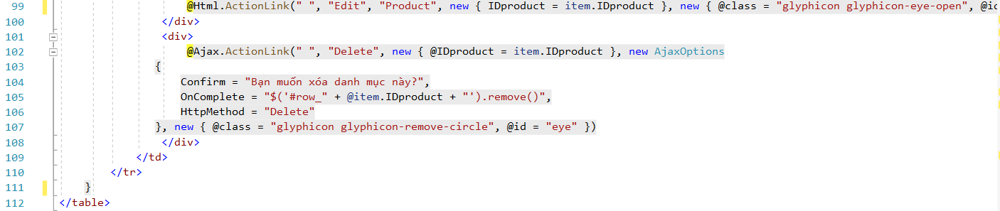 99 @Html.ActionLink(" ", "Edit", "Product", new { IDproduct = item.IDproduct }, new { @class = "glyphicon glyphicon-eye-open", @id
100 </div>
101 <div>
102 @Ajax.ActionLink(" ", "Delete", new { @IDproduct = item.IDproduct }, new AjaxOptions
103 {
104 Confirm = "Bạn muốn xóa danh mục này?",
105 OnComplete = "$('#row_" + @item.IDproduct + "').remove()",
106 HttpMethod = "Delete"
107 }, new { @class = "glyphicon glyphicon-remove-circle", @id = "eye" })
108 </div>
109 </td>
110 </tr>
111 }
112 </table>